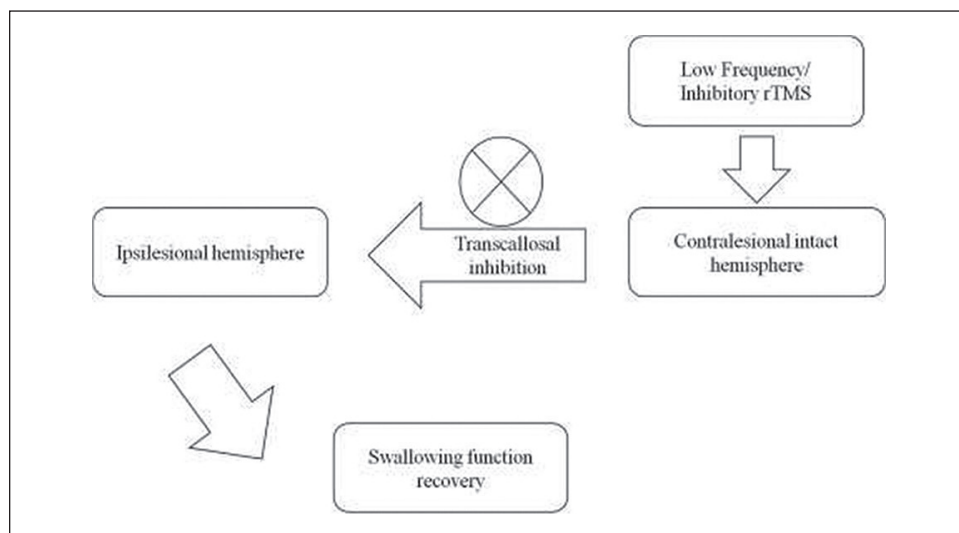 Low Frequency/
Inhibitory rTMS
Contralesional intact
hemisphere
Transcallosal
inhibition
Ipsilesional hemisphere
Swallowing function
recovery